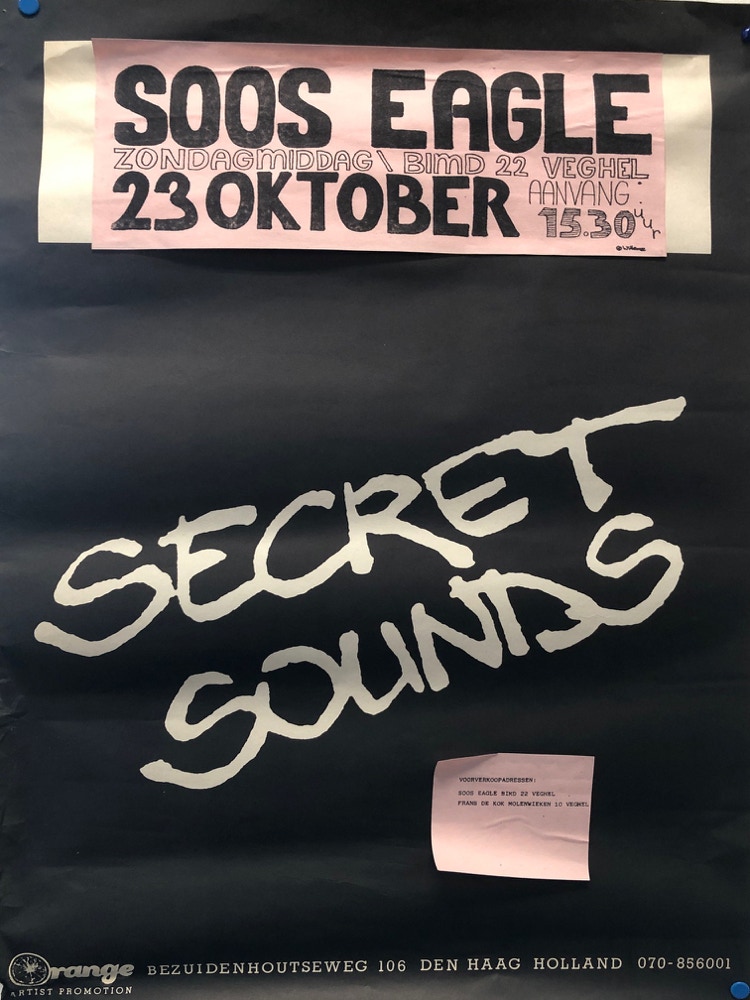 SOOS EAGLE
ZONDAGMIDDAG \ BIMD 22 VEGHEL
23 OKTOBER AANVANG:
15.30 uur
SECRET
SOUNDS
VOORVERKOOPADRESSEN:
SOOS EAGLE BIMD 22 VEGHEL
FRANS DE KOK MOLENWIEKEN 10 VEGHEL
Orange BEZUIDENHOUTSEWEG 106 DEN HAAG HOLLAND 070-856001
ARTIST PROMOTION